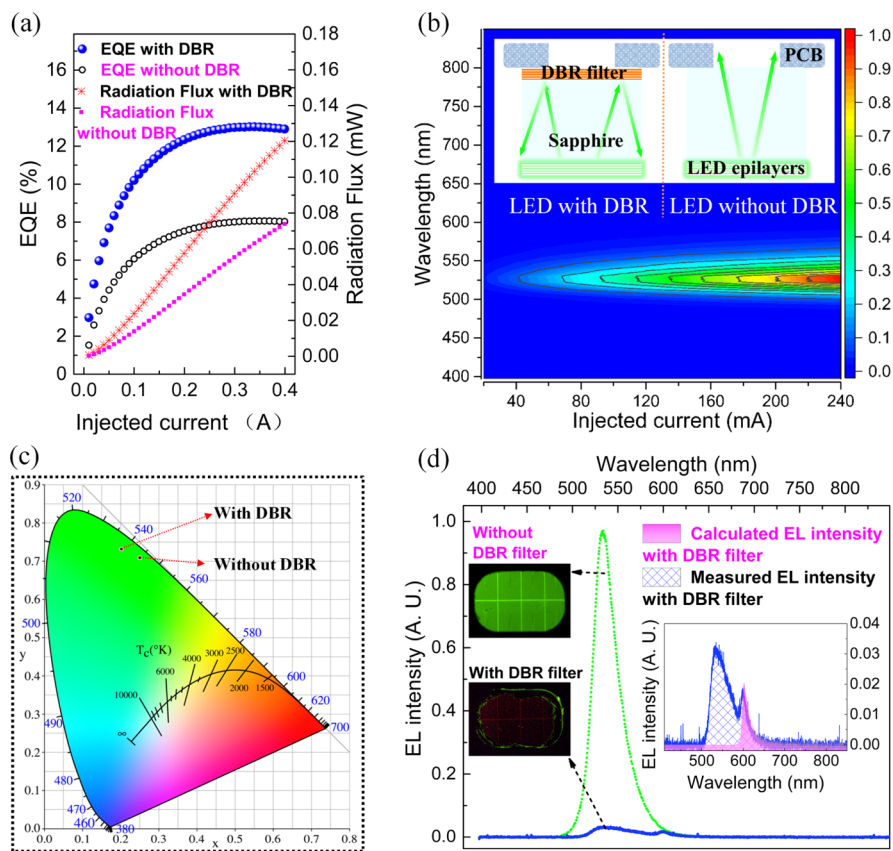 (a)
EQE with DBR
EQE without DBR
Radiation Flux with DBR
Radiation Flux
without DBR
16
14
12
10
8
6
4
2
0
EQE (%)
0.18
0.16
0.14
0.12
0.10
0.08
0.06
0.04
0.02
0.00
Radiation Flux (mW)
0.0 0.1 0.2 0.3 0.4
Injected current (A)
(b)
800
750
700
650
600
550
500
450
400
Wavelength (nm)
DBR filter
PCB
Sapphire
LED epilayers
LED with DBR
LED without DBR
40 80 120 160 200 240
Injected current (mA)
1.0
0.9
0.8
0.7
0.6
0.5
0.4
0.3
0.2
0.1
0.0
(c)
0.9
0.8
0.7
0.6
0.5
y
0.4
0.3
0.2
0.1
0.0
0.0 0.1 0.2 0.3 0.4 0.5 0.6 0.7 0.8
x
520
540
560
580
600
620
700
500
490
480
470
460
380
With DBR
Without DBR
Tc(°K)
∞
10000
6000
4000
3000
2500
2000
1500
(d)
Wavelength (nm)
400 450 500 550 600 650 700 750 800
1.0
0.8
0.6
0.4
0.2
0.0
EL intensity (A. U.)
Without
DBR filter
With DBR filter
Calculated EL intensity
with DBR filter
Measured EL intensity
with DBR filter
0.04
0.03
0.02
0.01
0.00
EL intensity (A. U.)
500 600 700 800
Wavelength (nm)